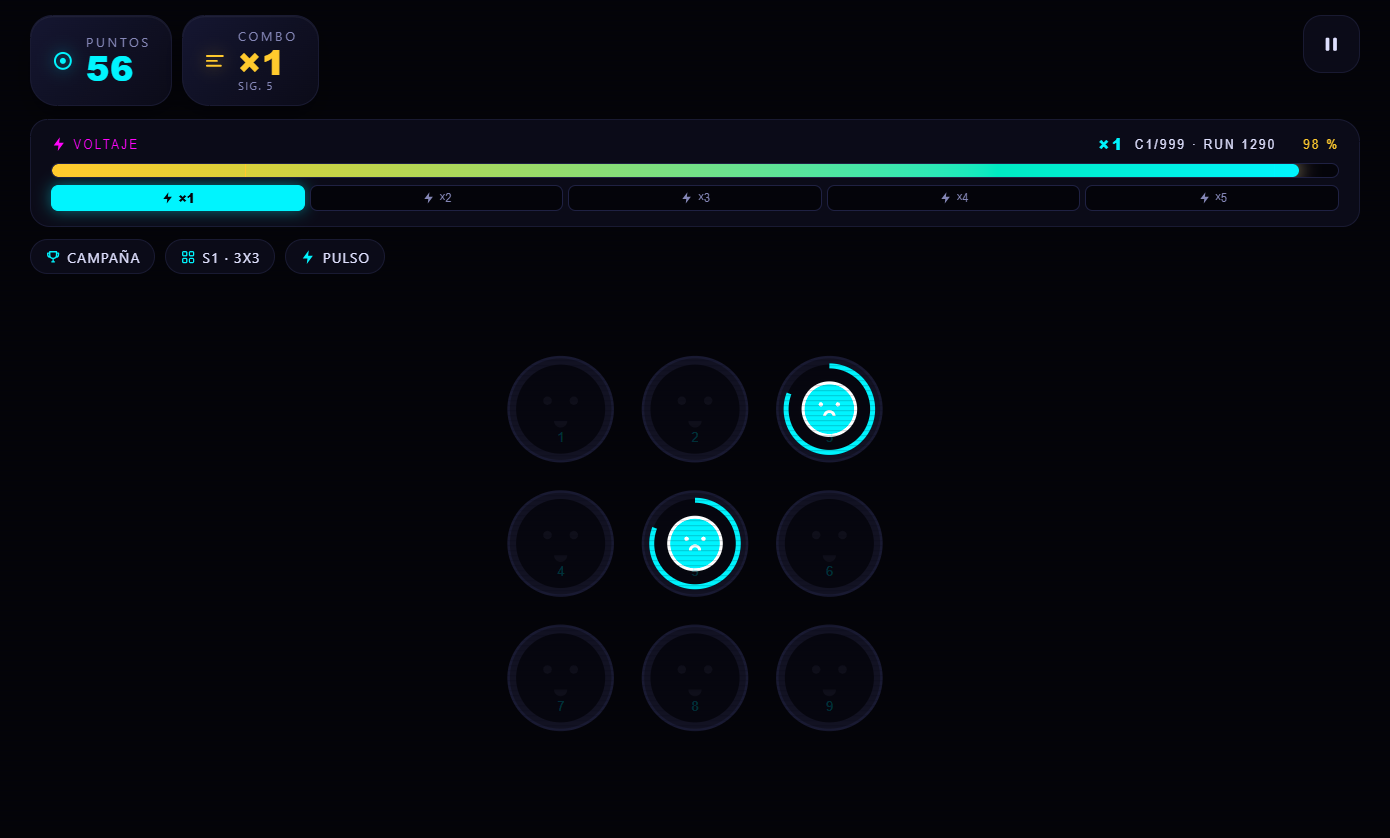 PUNTOS
56
COMBO
×1
SIG. 5
VOLTAJE
×1 C1/999 · RUN 1290 98 %
×1
×2
×3
×4
×5
CAMPAÑA
S1 · 3X3
PULSO
1
2
4
6
7
8
9